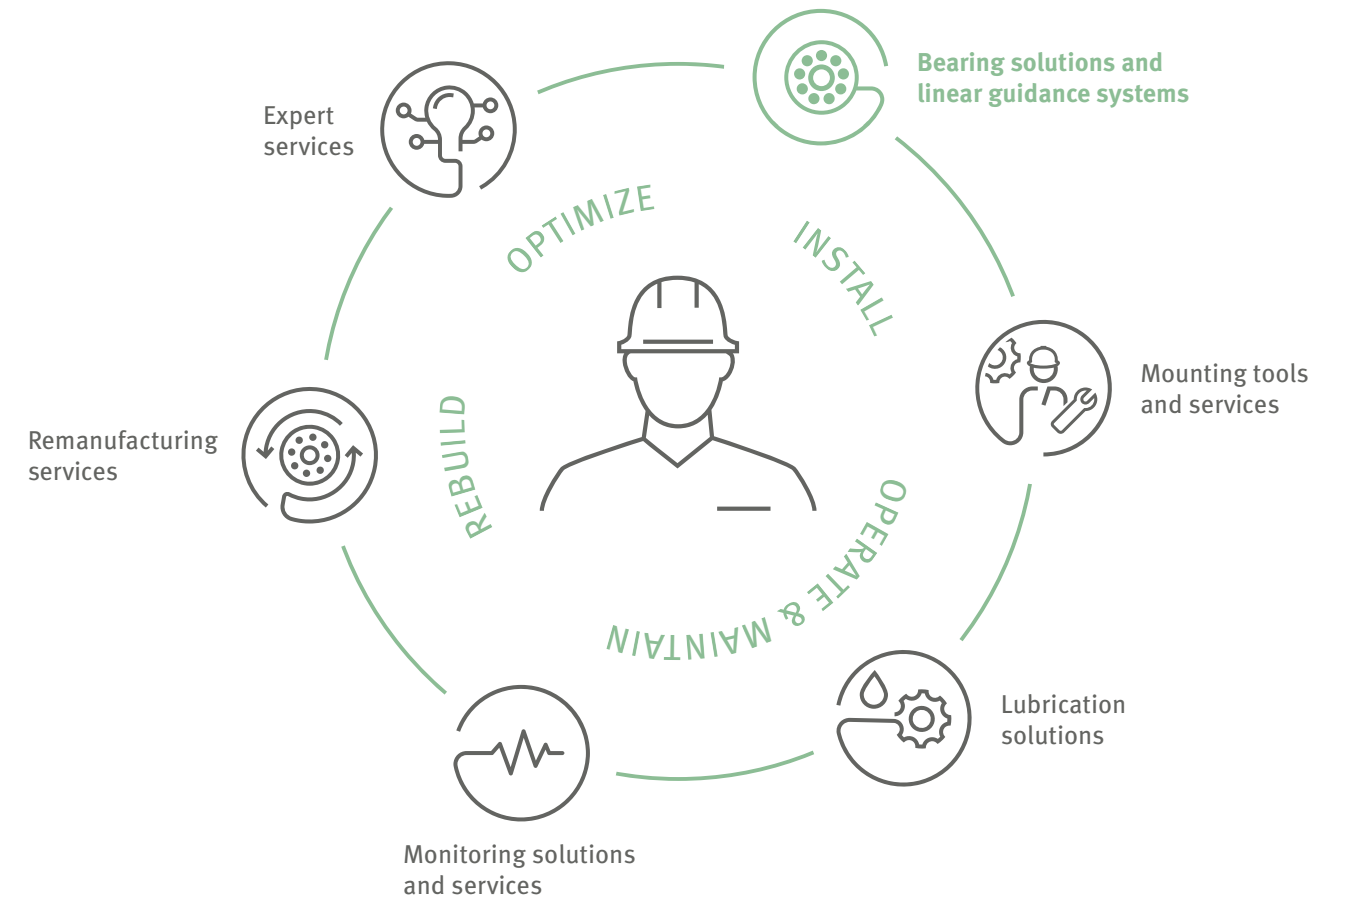 Bearing solutions and
linear guidance systems
Expert
services
OPTIMIZE
INSTALL
Mounting tools
and services
REBUILD
Remanufacturing
services
OPERATE & MAINTAIN
Lubrication
solutions
Monitoring solutions
and services